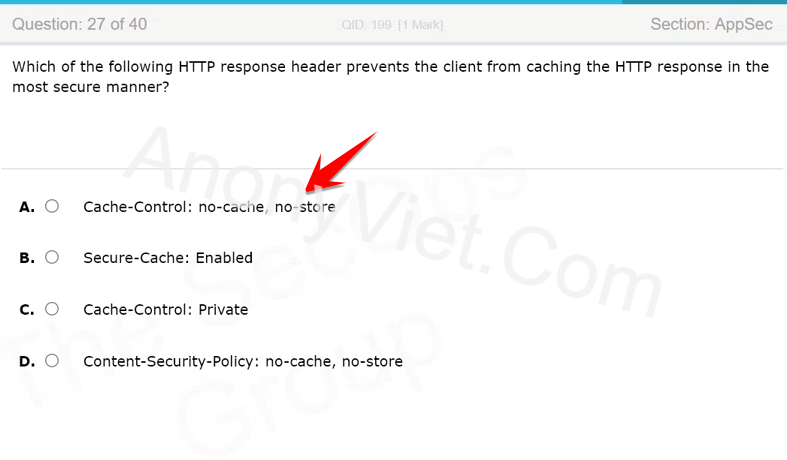 Question: 27 of 40
QID: 199 [1 Mark]
Section: AppSec
Which of the following HTTP response header prevents the client from caching the HTTP response in the
most secure manner?
A. Cache-Control: no-cache, no-store
B. Secure-Cache: Enabled
C. Cache-Control: Private
D. Content-Security-Policy: no-cache, no-store
AnonyViet.Com
The SecOps
Group